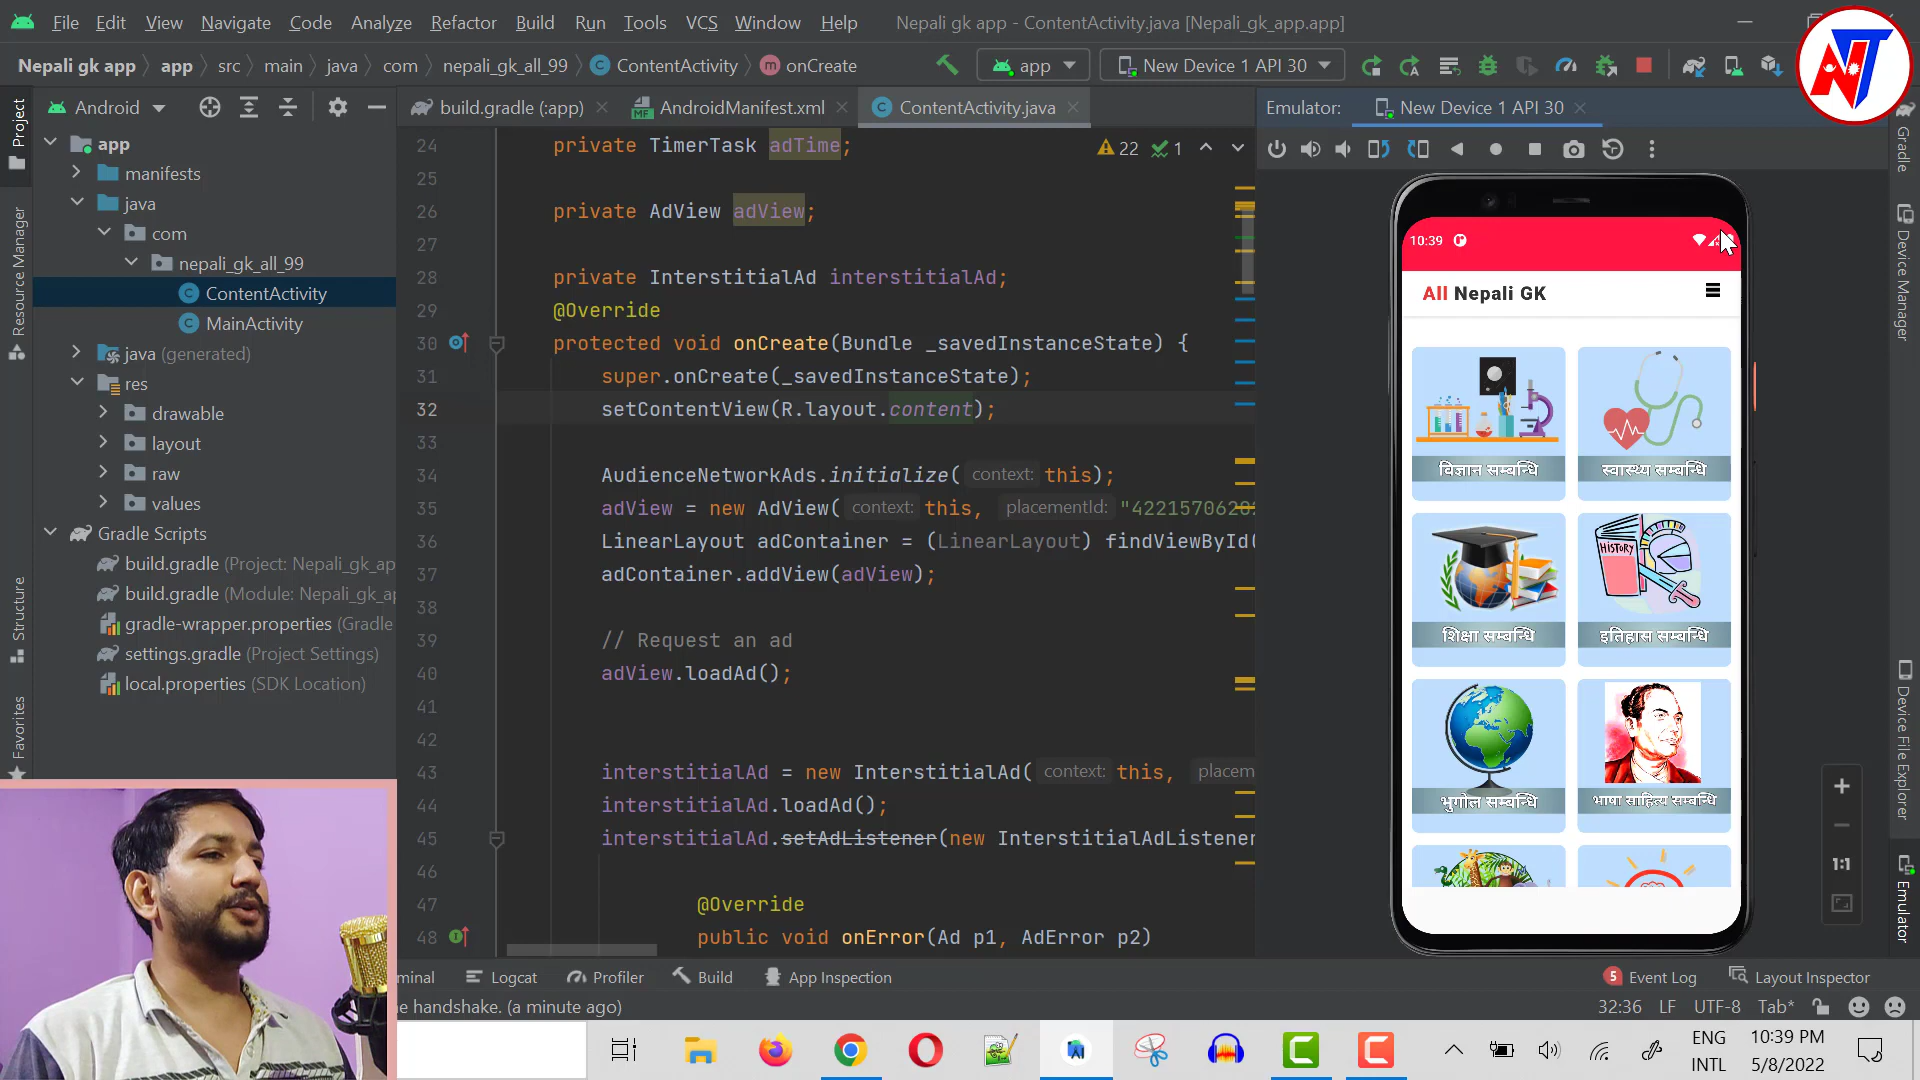 File Edit View Navigate Code Analyze Refactor Build Run Tools VCS Window Help Nepali gk app - ContentActivity.java [Nepali_gk_app.app]
Nepali gk app app src main java com nepali_gk_all_99 ContentActivity onCreate app New Device 1 API 30
NT
Android
build.gradle (:app) AndroidManifest.xml ContentActivity.java
Emulator: New Device 1 API 30
Project
Resource Manager
Structure
Favorites
app
manifests
java
com
nepali_gk_all_99
ContentActivity
MainActivity
java (generated)
res
drawable
layout
raw
values
Gradle Scripts
build.gradle (Project: Nepali_gk_ap
build.gradle (Module: Nepali_gk_a
gradle-wrapper.properties (Gradle
settings.gradle (Project Settings)
local.properties (SDK Location)
22 1
24 private TimerTask adTime;
25
26 private AdView adView;
27
28 private InterstitialAd interstitialAd;
29 @Override
30 protected void onCreate(Bundle _savedInstanceState) {
31 super.onCreate(_savedInstanceState);
32 setContentView(R.layout.content);
33
34 AudienceNetworkAds.initialize( context: this);
35 adView = new AdView( context: this, placementId: "422157062
36 LinearLayout adContainer = (LinearLayout) findViewById(
37 adContainer.addView(adView);
38
39 // Request an ad
40 adView.loadAd();
41
42
43 interstitialAd = new InterstitialAd( context: this, placem
44 interstitialAd.loadAd();
45 interstitialAd.setAdListener(new InterstitialAdListener
46
47 @Override
48 public void onError(Ad p1, AdError p2)
10:39
All Nepali GK
विज्ञान सम्बन्धि
स्वास्थ्य सम्बन्धि
HISTORY
शिक्षा सम्बन्धि
इतिहास सम्बन्धि
भुगोल सम्बन्धि
भाषा साहित्य सम्बन्धि
1:1
Gradle
Device Manager
Device File Explorer
Emulator
minal Logcat Profiler Build App Inspection
5 Event Log Layout Inspector
e handshake. (a minute ago)
32:36 LF UTF-8 Tab*
ENG
INTL
10:39 PM
5/8/2022